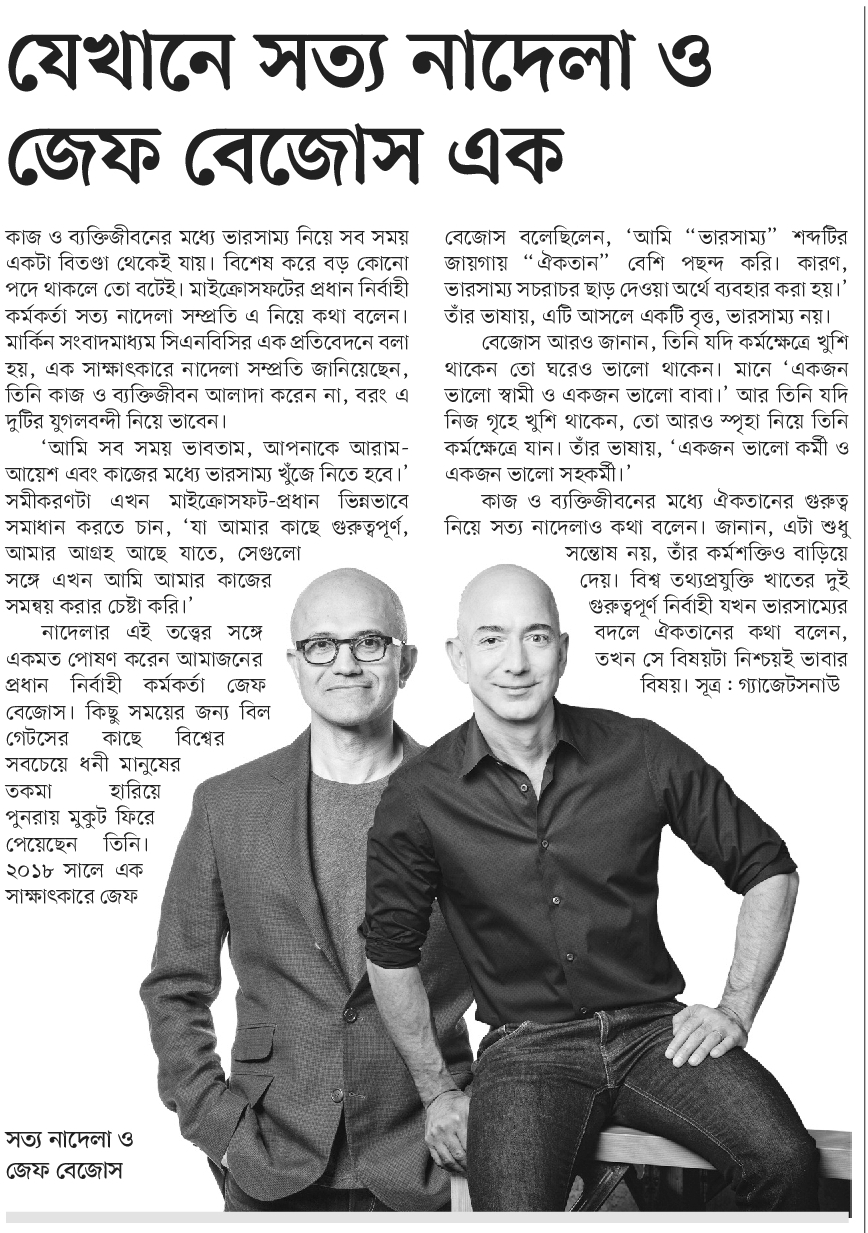 যেখানে সত্য নাদেলা ও
জেফ বেজোস এক
কাজ ও ব্যক্তিজীবনের মধ্যে ভারসাম্য নিয়ে সব সময়
একটা বিতণ্ডা থেকেই যায়। বিশেষ করে বড় কোনো
পদে থাকলে তো বটেই। মাইক্রোসফটের প্রধান নির্বাহী
কর্মকর্তা সত্য নাদেলা সম্প্রতি এ নিয়ে কথা বলেন।
মার্কিন সংবাদমাধ্যম সিএনবিসির এক প্রতিবেদনে বলা
হয়, এক সাক্ষাৎকারে নাদেলা সম্প্রতি জানিয়েছেন,
তিনি কাজ ও ব্যক্তিজীবন আলাদা করেন না, বরং এ
দুটির যুগলবন্দী নিয়ে ভাবেন।
‘আমি সব সময় ভাবতাম, আপনাকে আরাম-
আয়েশ এবং কাজের মধ্যে ভারসাম্য খুঁজে নিতে হবে।’
সমীকরণটা এখন মাইক্রোসফট-প্রধান ভিন্নভাবে
সমাধান করতে চান, ‘যা আমার কাছে গুরুত্বপূর্ণ,
আমার আগ্রহ আছে যাতে, সেগুলো
সঙ্গে এখন আমি আমার কাজের
সমন্বয় করার চেষ্টা করি।’
নাদেলার এই তত্ত্বের সঙ্গে
একমত পোষণ করেন আমাজনের
প্রধান নির্বাহী কর্মকর্তা জেফ
বেজোস। কিছু সময়ের জন্য বিল
গেটসের কাছে বিশ্বের
সবচেয়ে ধনী মানুষের
তকমা হারিয়ে
পুনরায় মুকুট ফিরে
পেয়েছেন তিনি।
২০১৮ সালে এক
সাক্ষাৎকারে জেফ
বেজোস বলেছিলেন, ‘আমি “ভারসাম্য” শব্দটির
জায়গায় “ঐকতান” বেশি পছন্দ করি। কারণ,
ভারসাম্য সচরাচর ছাড় দেওয়া অর্থে ব্যবহার করা হয়।’
তাঁর ভাষায়, এটি আসলে একটি বৃত্ত, ভারসাম্য নয়।
বেজোস আরও জানান, তিনি যদি কর্মক্ষেত্রে খুশি
থাকেন তো ঘরেও ভালো থাকেন। মানে ‘একজন
ভালো স্বামী ও একজন ভালো বাবা।’ আর তিনি যদি
নিজ গৃহে খুশি থাকেন, তো আরও স্পৃহা নিয়ে তিনি
কর্মক্ষেত্রে যান। তাঁর ভাষায়, ‘একজন ভালো কর্মী ও
একজন ভালো সহকর্মী।’
কাজ ও ব্যক্তিজীবনের মধ্যে ঐকতানের গুরুত্ব
নিয়ে সত্য নাদেলাও কথা বলেন। জানান, এটা শুধু
সন্তোষ নয়, তাঁর কর্মশক্তিও বাড়িয়ে
দেয়। বিশ্ব তথ্যপ্রযুক্তি খাতের দুই
গুরুত্বপূর্ণ নির্বাহী যখন ভারসাম্যের
বদলে ঐকতানের কথা বলেন,
তখন সে বিষয়টা নিশ্চয়ই ভাবার
বিষয়। সূত্র : গ্যাজেটসনাউ
সত্য নাদেলা ও
জেফ বেজোস